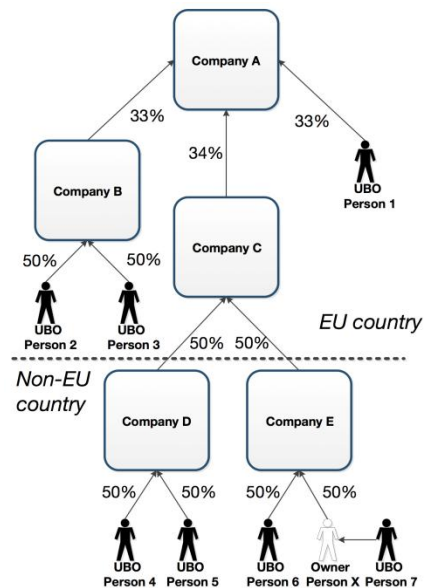 Company A
33%
34%
33%
Company B
UBO
Person 1
Company C
50%
50%
UBO
Person 2
UBO
Person 3
EU country
50%
50%
Non-EU
country
Company D
Company E
50%
50%
50%
50%
UBO
Person 4
UBO
Person 5
UBO
Person 6
Owner
Person X
UBO
Person 7